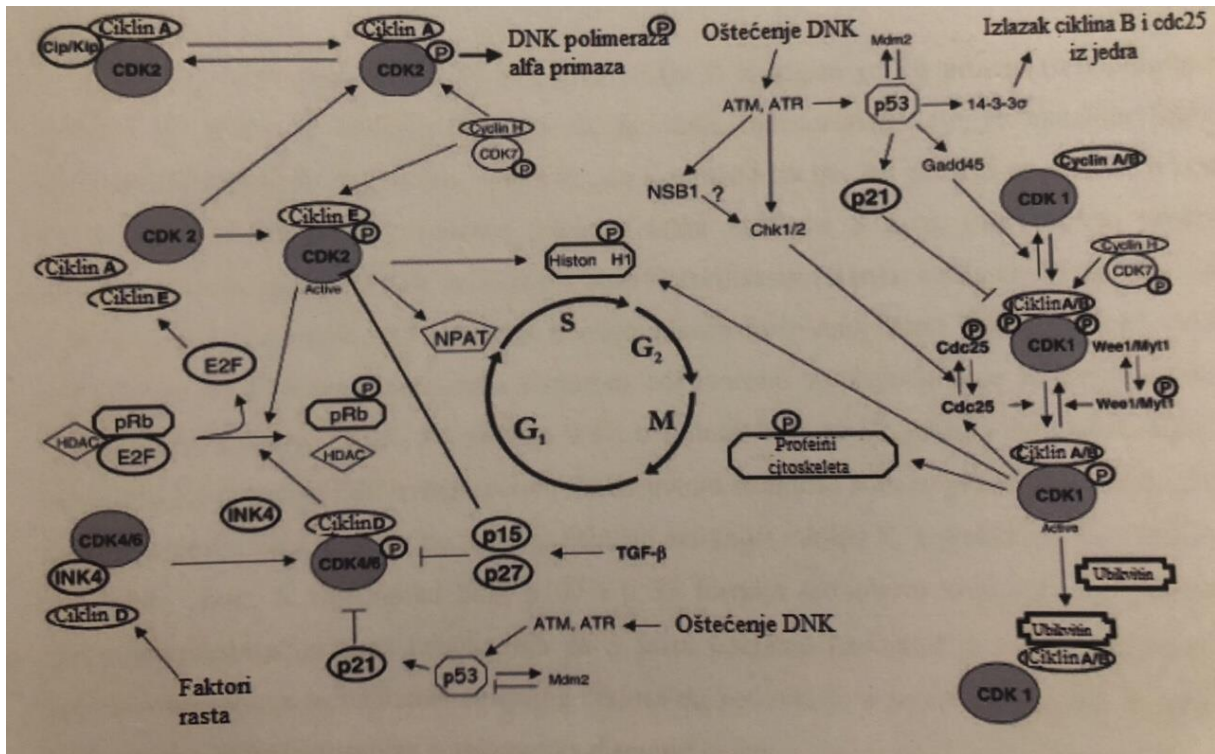 Cip/Kip
Ciklin A
CDK2
Ciklin A
P
CDK2
DNK polimeraza
P
alfa primaza
Cyclin H
CDK7
P
CDK 2
Ciklin A
Ciklin E
Ciklin E
P
CDK2
Active
P
Histon H1
NPAT
E2F
HDAC
pRb
E2F
P
pRb
HDAC
S
G2
M
G1
INK4
CDK4/6
INK4
Ciklin D
Faktori
rasta
Ciklin D
P
CDK4/6
p15
p27
TGF-β
p21
p53
Mdm2
ATM, ATR
Oštećenje DNK
Oštećenje DNK
ATM, ATR
Mdm2
p53
14-3-3σ
Izlazak ciklina B i cdc25
iz jedra
NSB1
?
Chk1/2
p21
Gadd45
Cyclin A/B
CDK 1
Cyclin H
CDK7
P
Ciklin A/B
P
P
CDK1
P
Cdc25
Cdc25
Wee1/Myt1
P
Wee1/Myt1
P
Proteini
citoskeleta
Ciklin A/B
P
CDK1
Active
Ubikvitin
Ubikvitin
Ciklin A/B
CDK 1